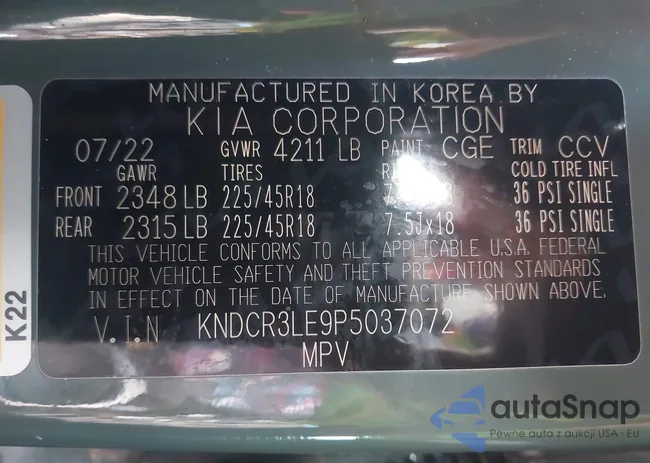 MANUFACTURED IN KOREA BY
KIA CORPORATION
07/22 GVWR 4211 LB PAINT CGE TRIM CCV
GAWR TIRES COLD TIRE INFL
FRONT 2348 LB 225/45R18 36 PSI SINGLE
REAR 2315 LB 225/45R18 7.5Jx18 36 PSI SINGLE
THIS VEHICLE CONFORMS TO ALL APPLICABLE U.S.A. FEDERAL
MOTOR VEHICLE SAFETY AND THEFT PREVENTION STANDARDS
IN EFFECT ON THE DATE OF MANUFACTURE SHOWN ABOVE.
V.I.N KNDCR3LE9P5037072
MPV
K22
autaSnap
Pewne auta z aukcji USA i EU